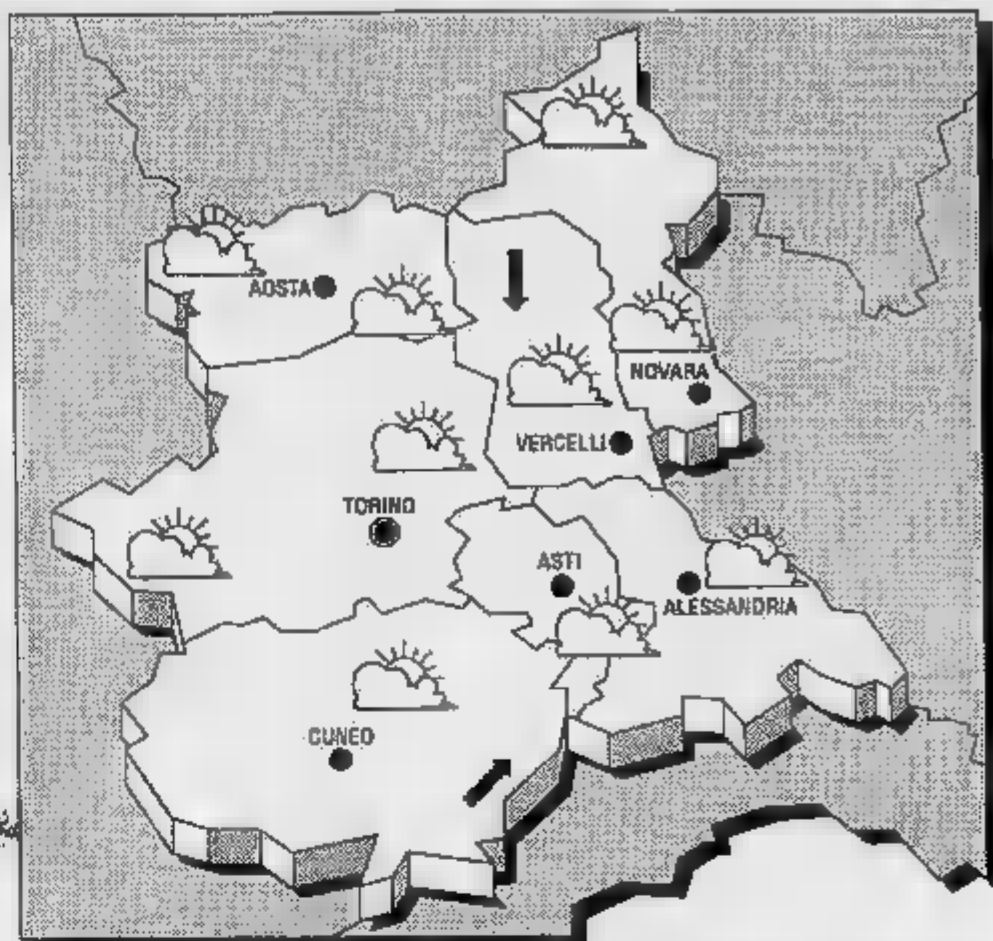 AOSTA
NOVARA
VERCELLI
TORINO
ASTI
ALESSANDRIA
CUNEO